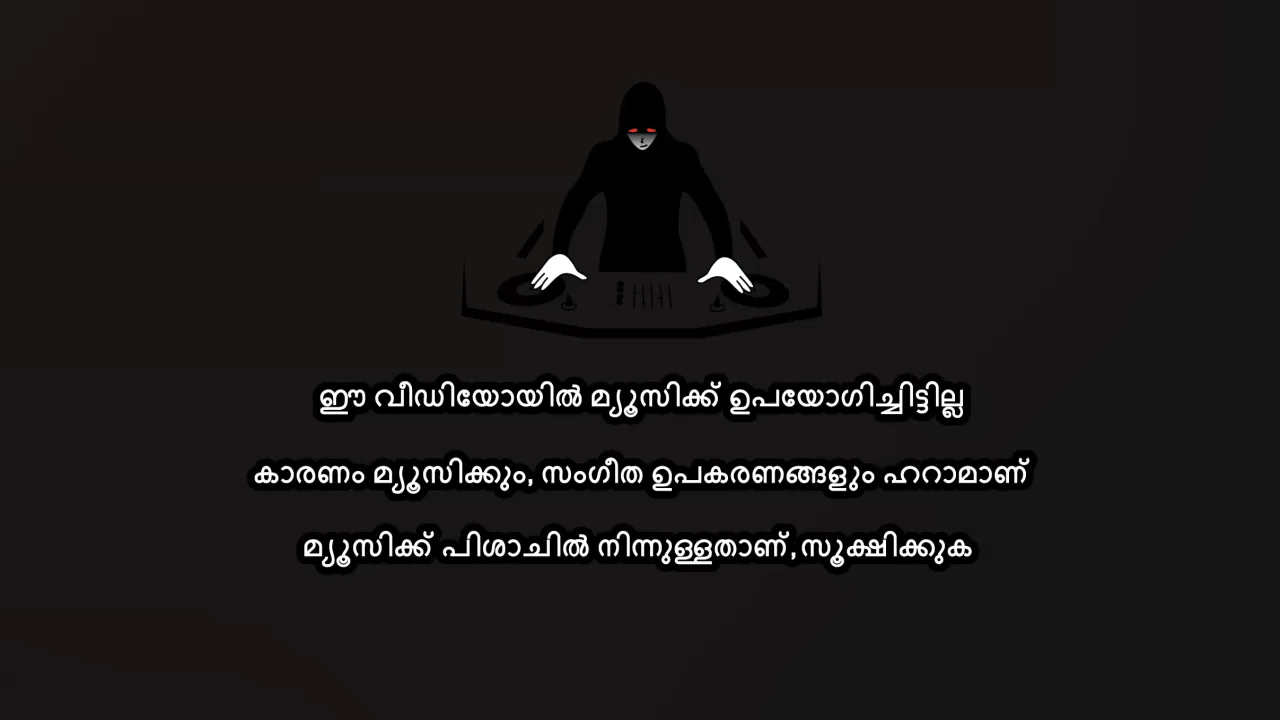 ഈ വീഡിയോയിൽ മ്യൂസിക്ക് ഉപയോഗിച്ചിട്ടില്ല
കാരണം മ്യൂസിക്കും, സംഗീത ഉപകരണങ്ങളും ഹറാമാണ്
മ്യൂസിക്ക് പിശാചിൽ നിന്നുള്ളതാണ്,സൂക്ഷിക്കുക